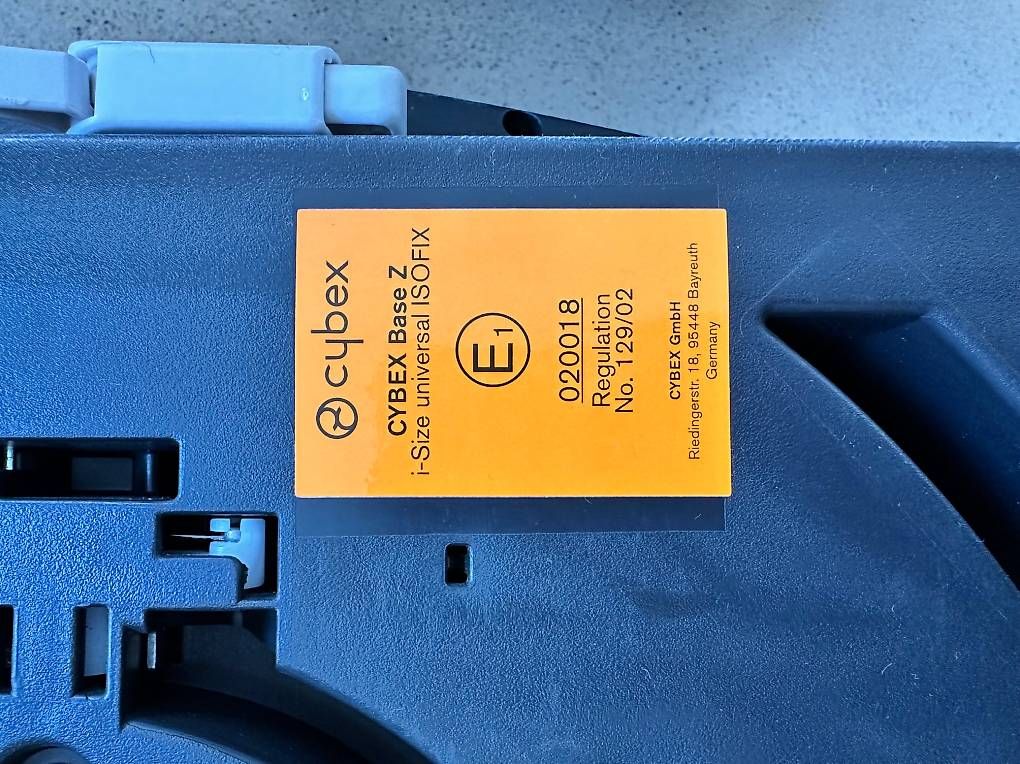 cybex
CYBEX Base Z
i-Size universal ISOFIX
E1
020018
Regulation
No. 129/02
CYBEX GmbH
Riedingerstr. 18, 95448 Bayreuth
Germany